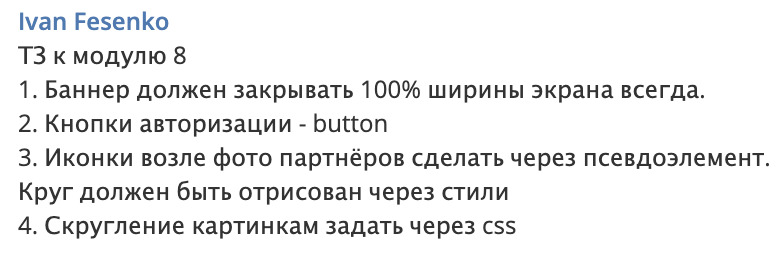 Ivan Fesenko
ТЗ к модулю 8
1. Баннер должен закрывать 100% ширины экрана всегда.
2. Кнопки авторизации - button
3. Иконки возле фото партнёров сделать через псевдоэлемент.
Круг должен быть отрисован через стили
4. Скругление картинкам задать через css